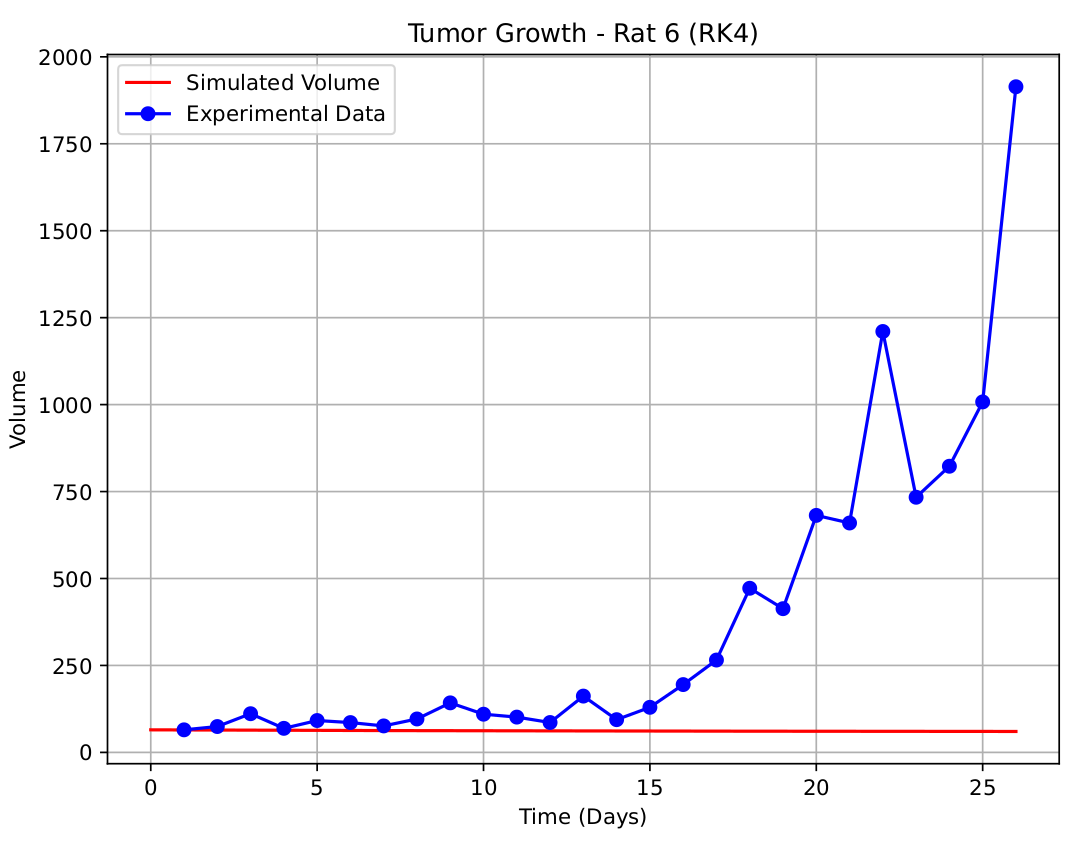 Tumor Growth - Rat 6 (RK4)
Simulated Volume
Experimental Data
2000
1750
1500
1250
1000
750
500
250
0
Volume
0 5 10 15 20 25
Time (Days)